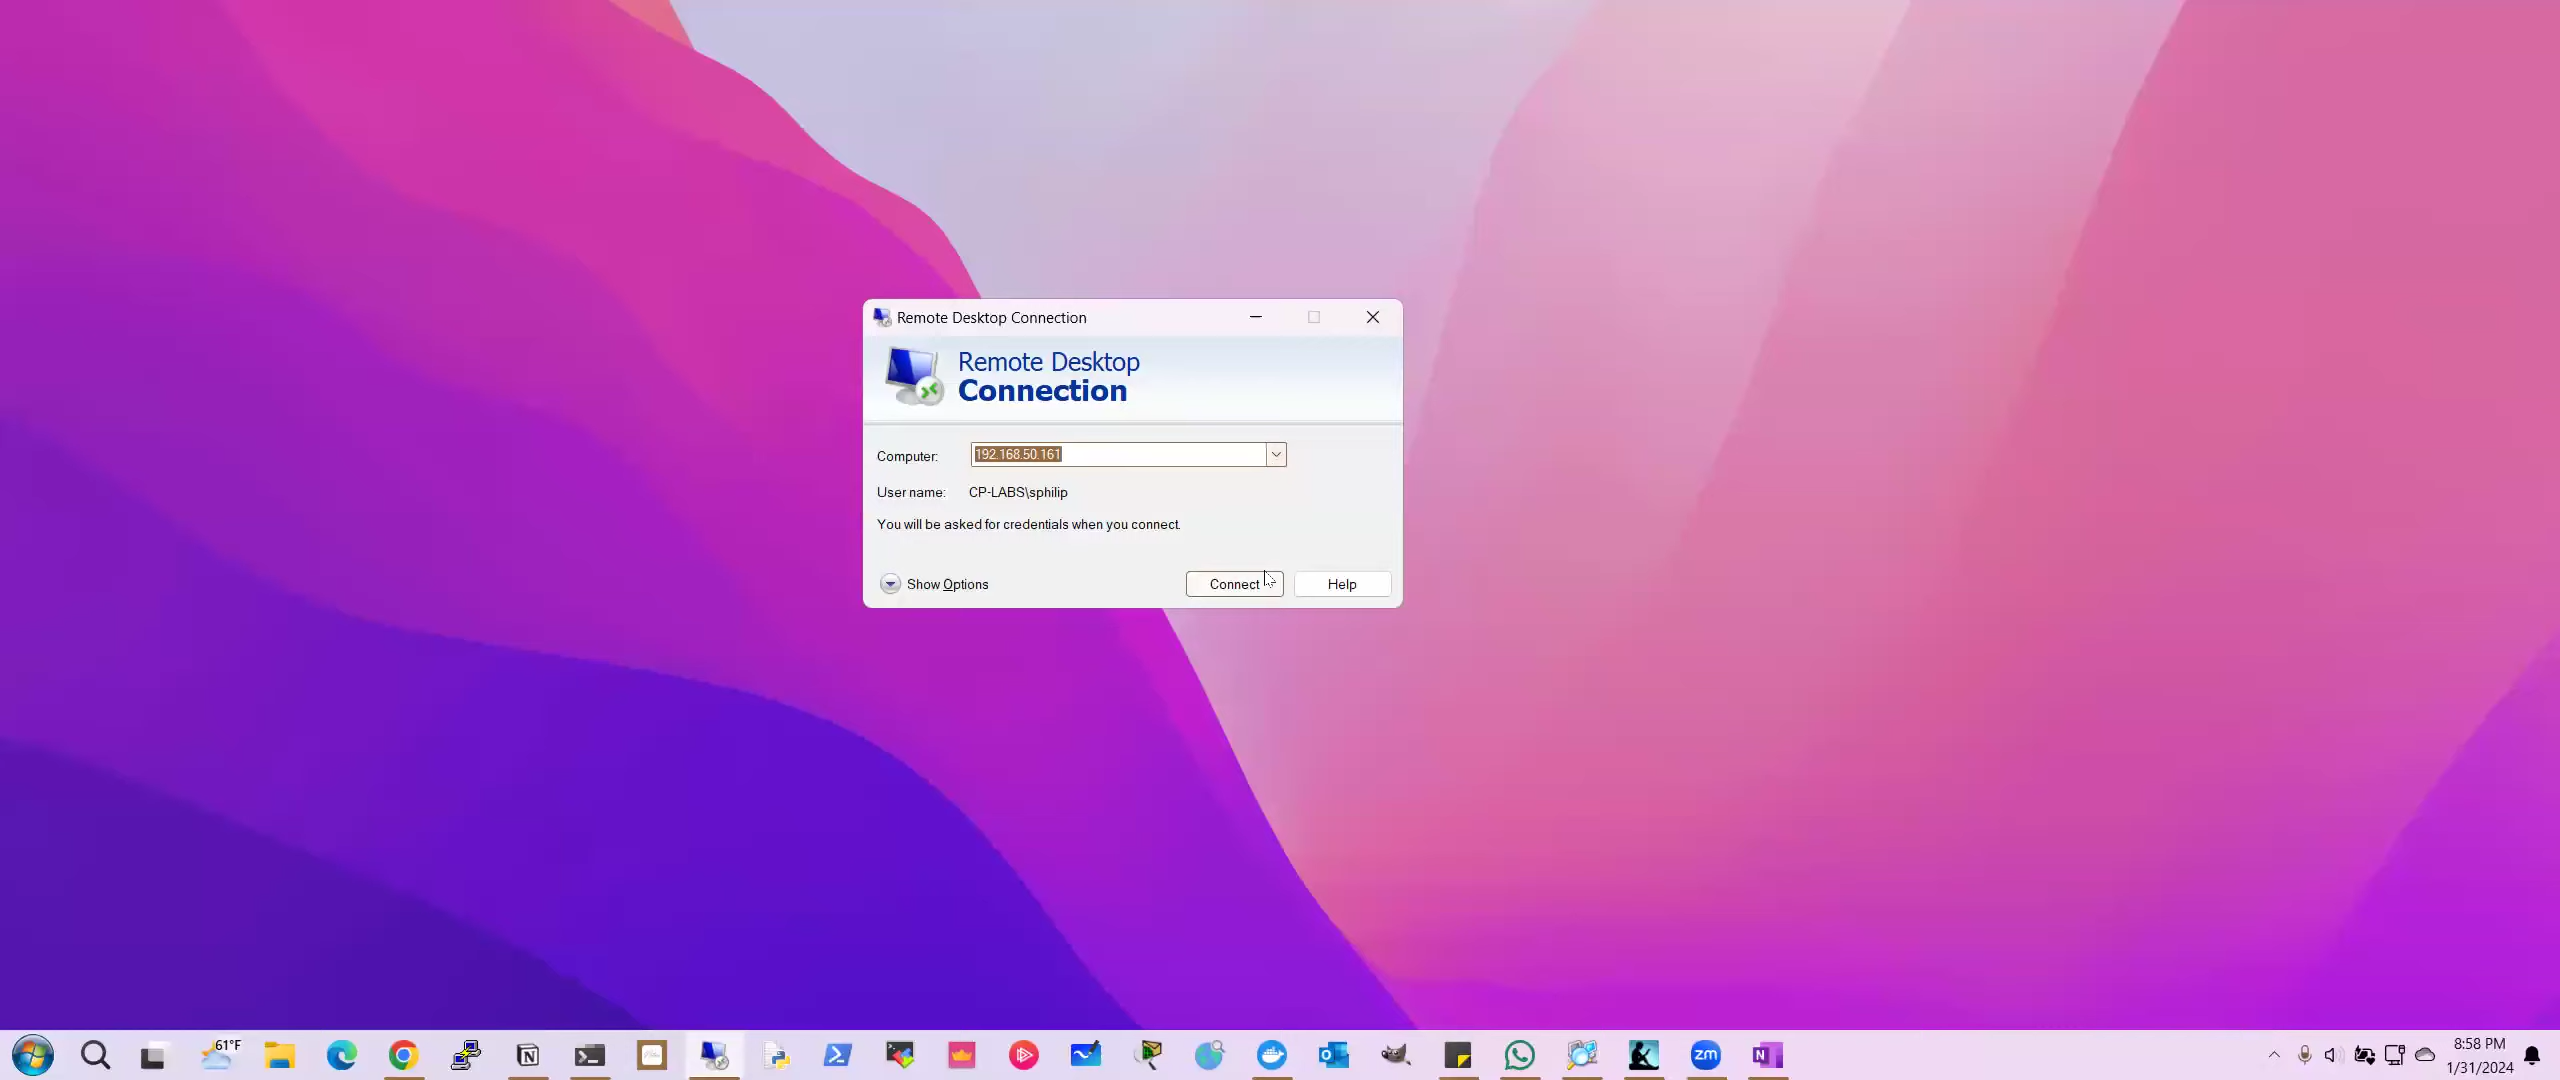 Remote Desktop Connection
Remote Desktop
Connection
Computer: 192.168.50.161
User name: CP-LABS\sphilip
You will be asked for credentials when you connect.
Show Options Connect Help
61°F
zm
8:58 PM
1/31/2024